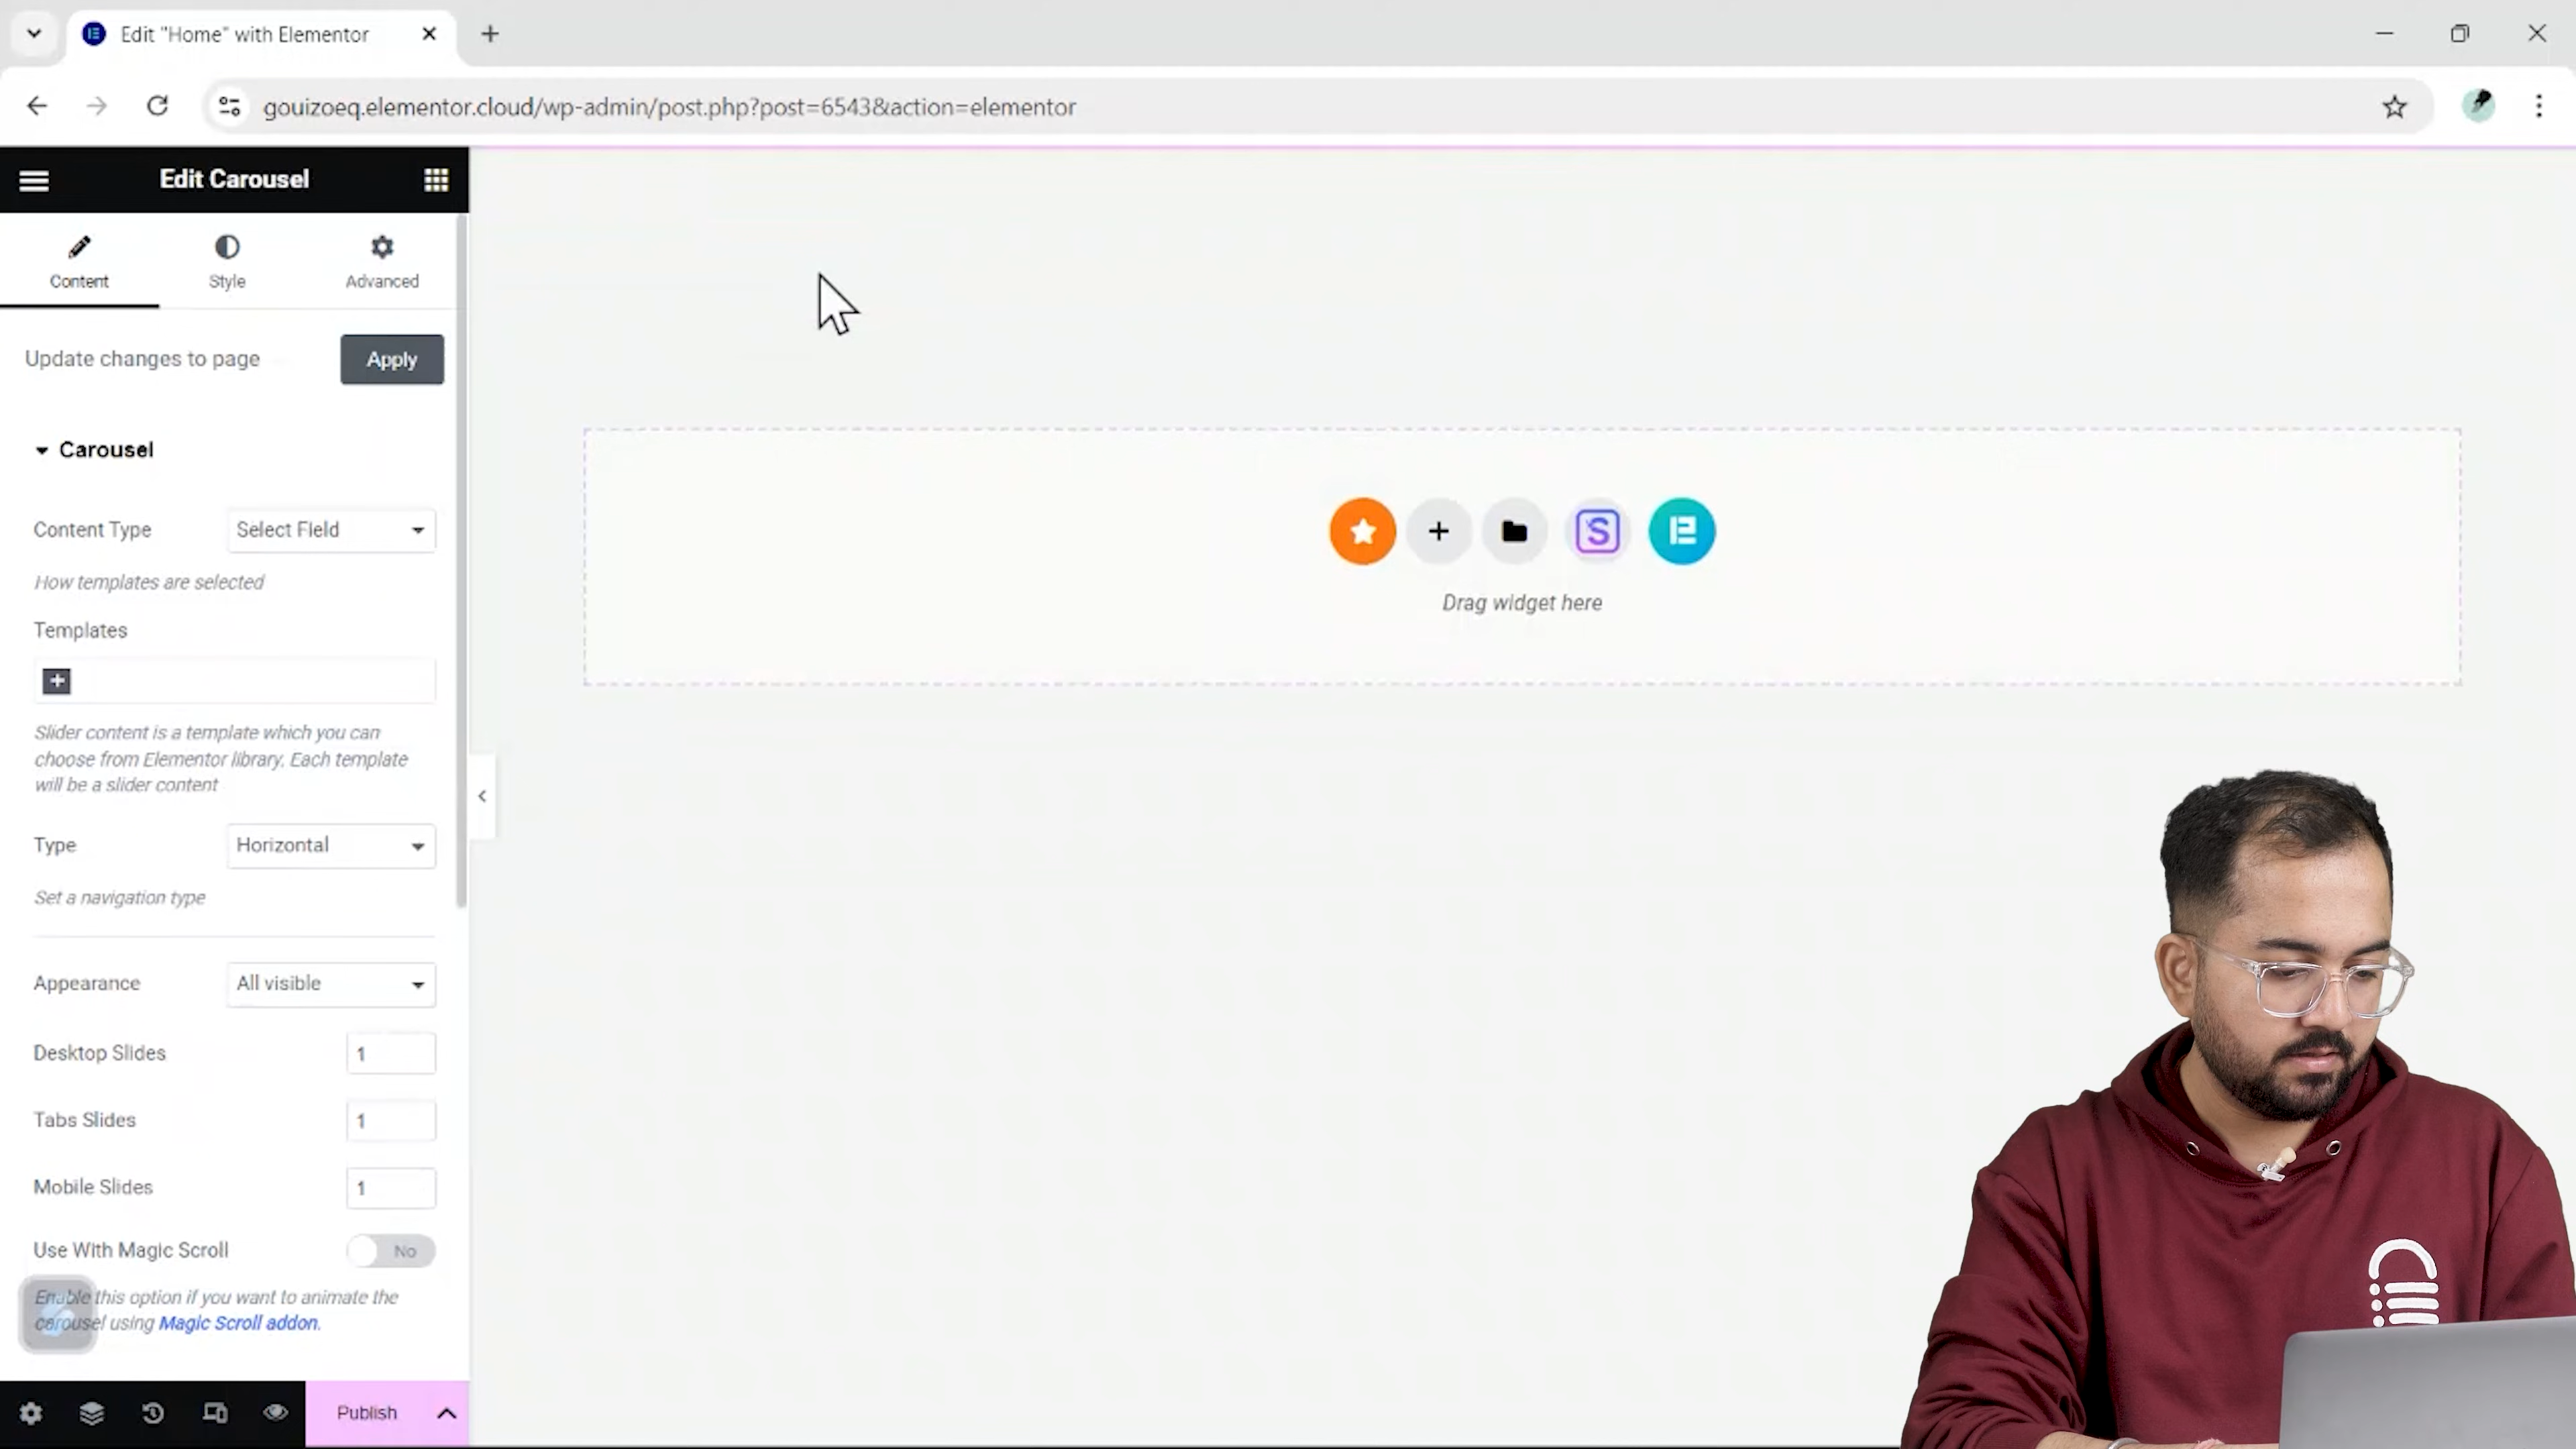 Edit "Home" with Elementor
gouizoeq.elementor.cloud/wp-admin/post.php?post=6543&action=elementor
Edit Carousel
Content
Style
Advanced
Update changes to page
Apply
Carousel
Content Type
Select Field
How templates are selected
Templates
Slider content is a template which you can
choose from Elementor library. Each template
will be a slider content
Type
Horizontal
Set a navigation type
Appearance
All visible
Desktop Slides
1
Tabs Slides
1
Mobile Slides
1
Use With Magic Scroll
No
Enable this option if you want to animate the
carousel using Magic Scroll addon.
Publish
S
Drag widget here